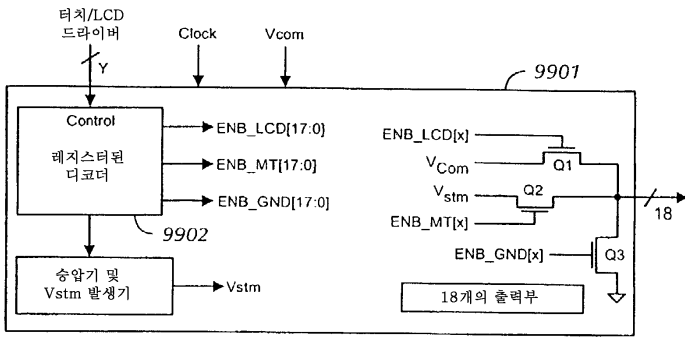 터치/LCD
드라이버
Y
Clock
Vcom
9901
Control
레지스터된
디코더
ENB_LCD[17:0]
ENB_MT[17:0]
ENB_GND[17:0]
9902
승압기 및
Vstm 발생기
Vstm
ENB_LCD[x]
VCom
Q1
Vstm
Q2
ENB_MT[x]
18
ENB_GND[x]
Q3
18개의 출력부